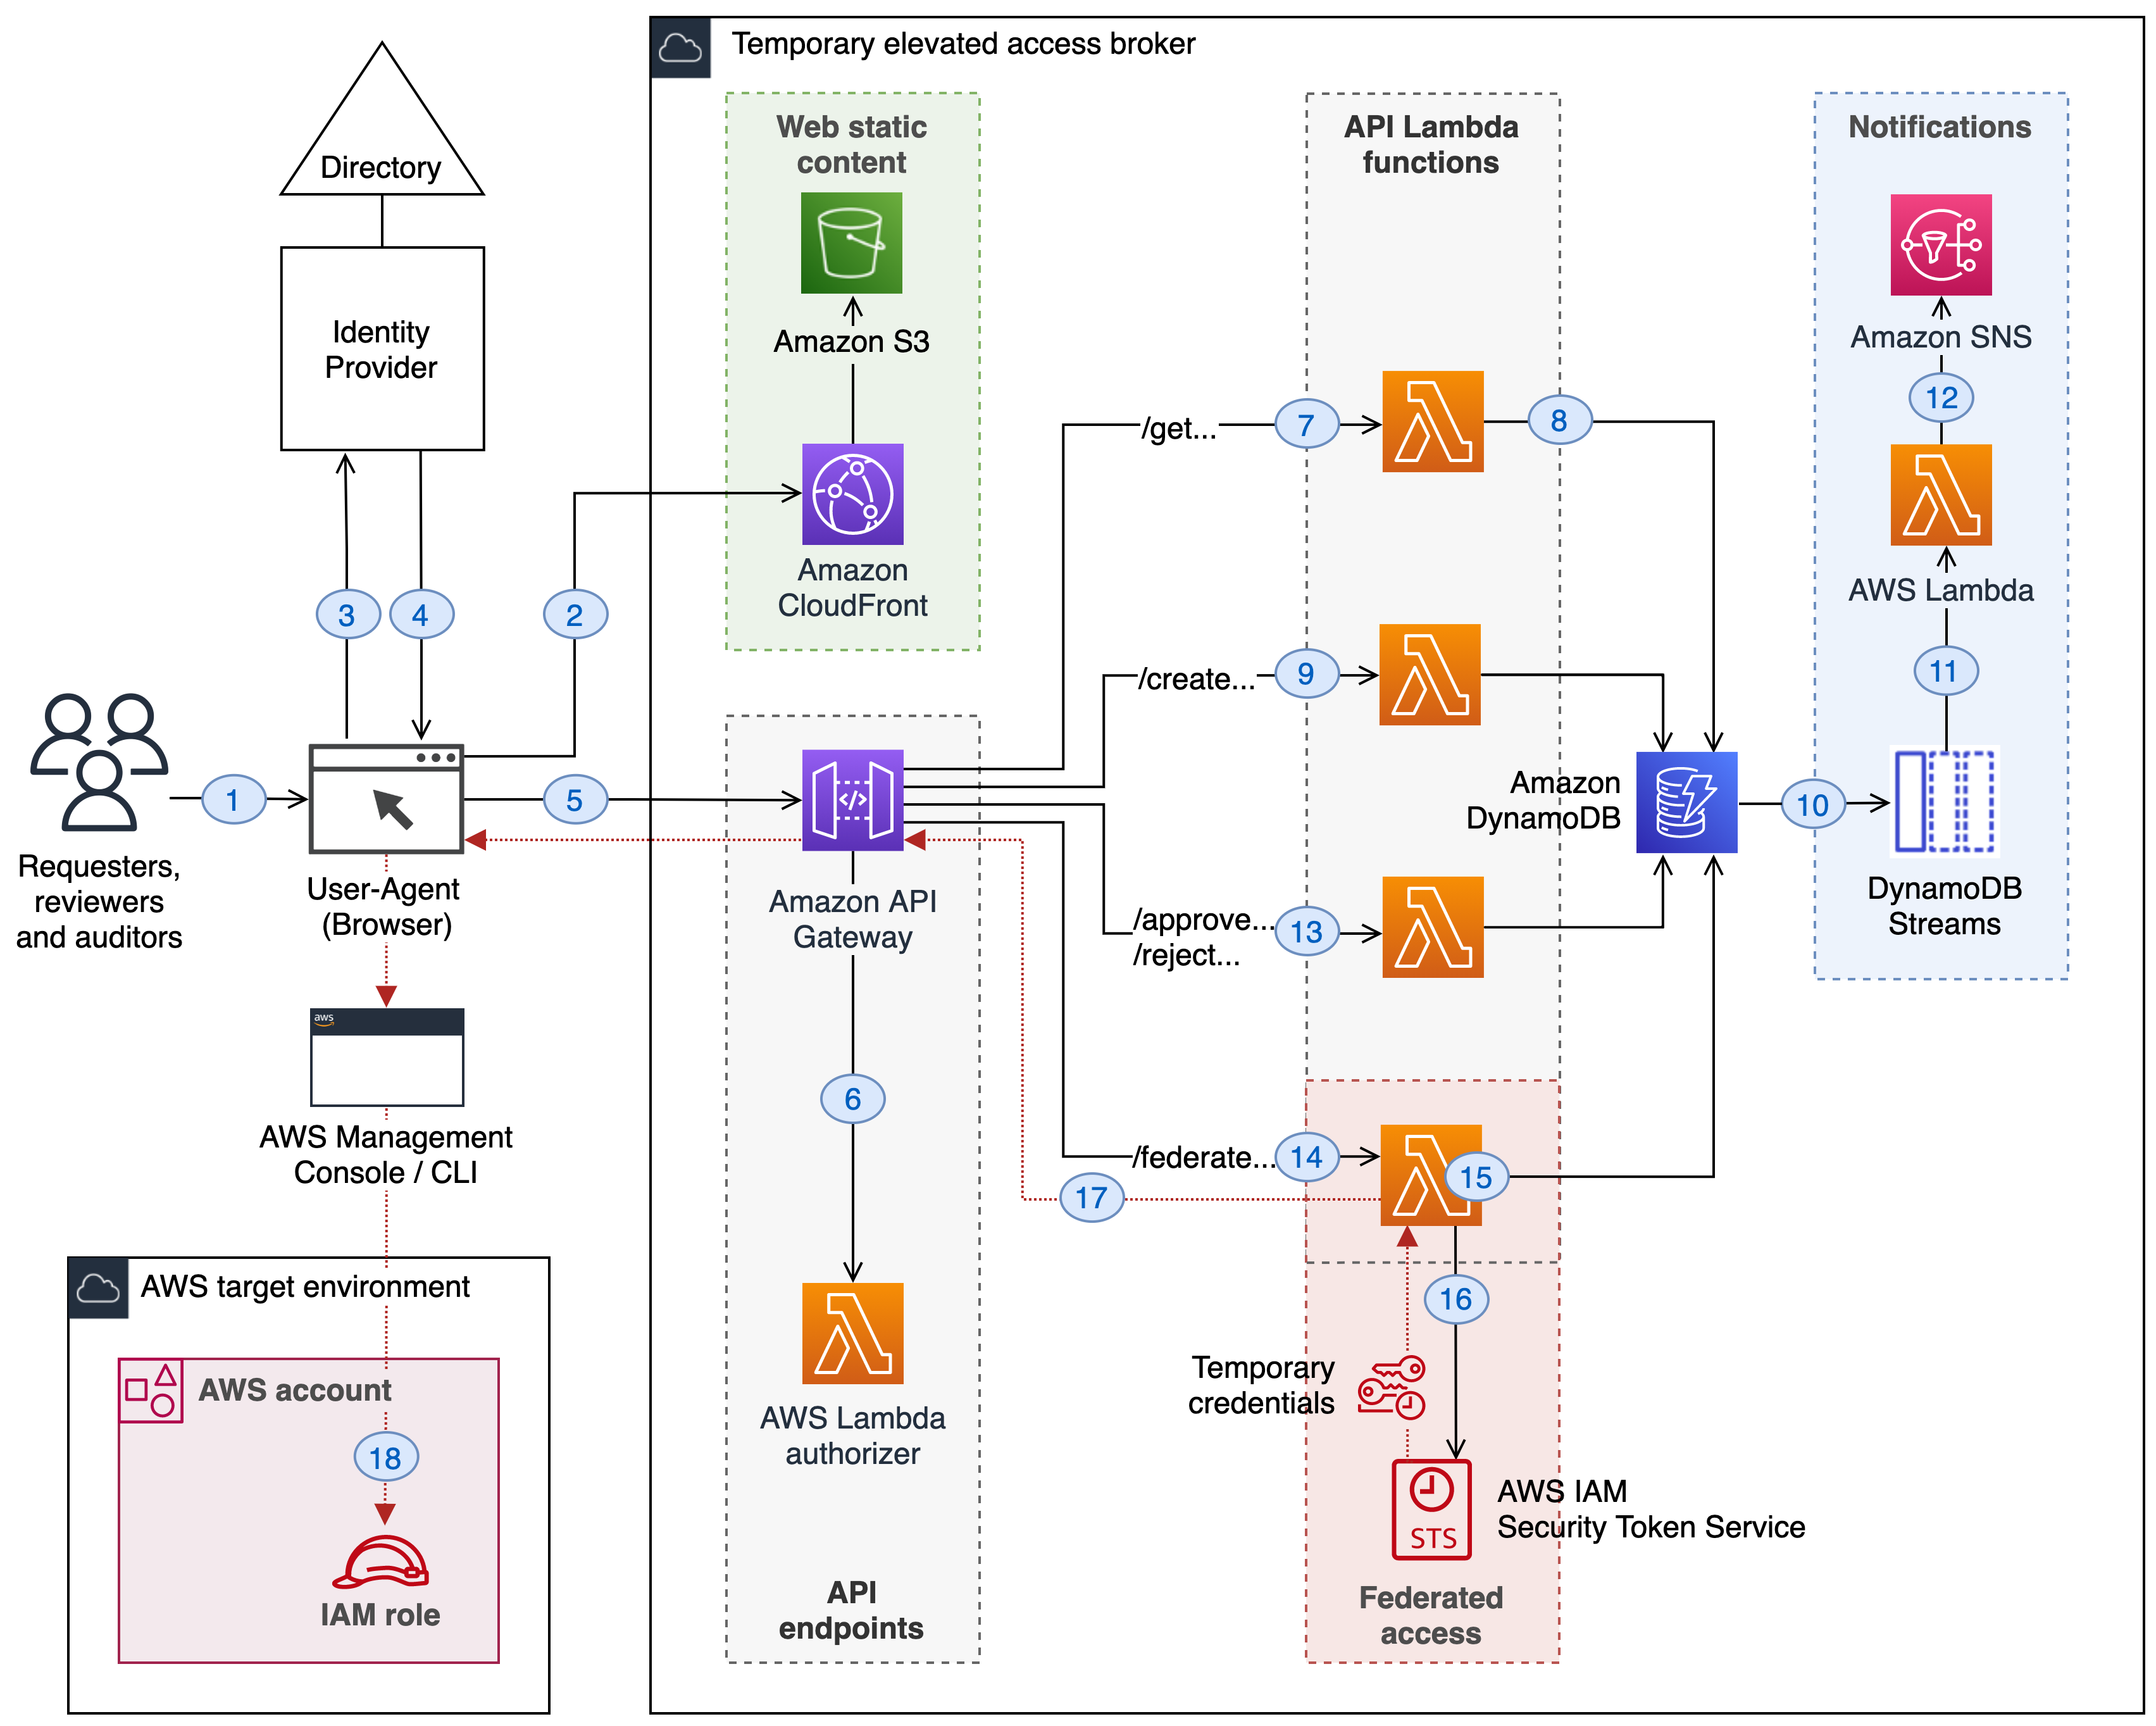 Temporary elevated access broker
Directory
Identity
Provider
Web static
content
Amazon S3
Amazon
CloudFront
API Lambda
functions
Notifications
Amazon SNS
12
AWS Lambda
11
DynamoDB
Streams
3
4
2
/get...
7
8
/create...
9
1
5
Requesters,
reviewers
and auditors
User-Agent
(Browser)
Amazon API
Gateway
Amazon
DynamoDB
10
/approve...
/reject...
13
aws
AWS Management
Console / CLI
6
/federate...
14
15
17
16
AWS target environment
AWS account
18
IAM role
AWS Lambda
authorizer
API
endpoints
Temporary
credentials
STS
AWS IAM
Security Token Service
Federated
access